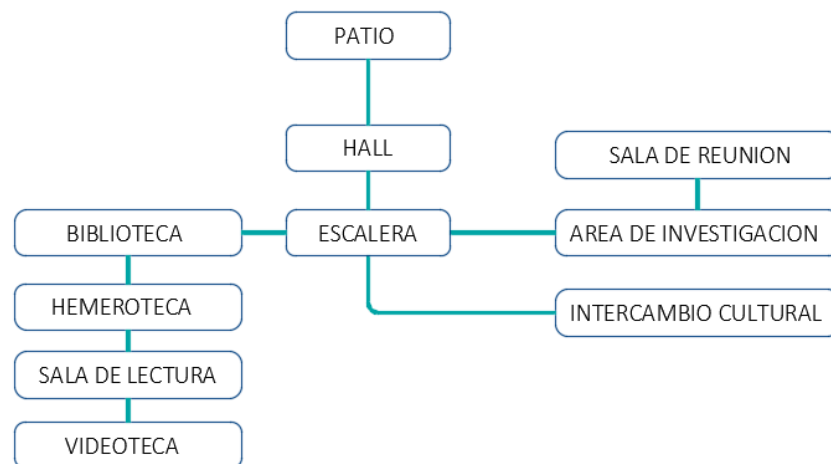 PATIO
HALL
SALA DE REUNION
BIBLIOTECA
ESCALERA
AREA DE INVESTIGACION
HEMEROTECA
INTERCAMBIO CULTURAL
SALA DE LECTURA
VIDEOTECA